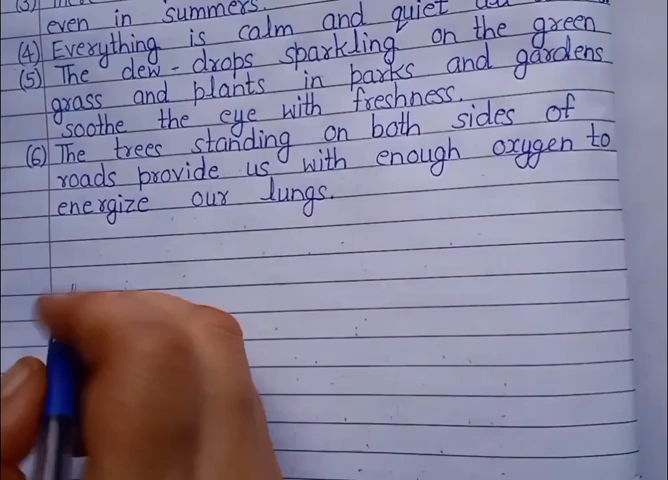 (3)
even in summers.
(4) Everything is calm and quiet
(5) The dew-drops sparkling on the green
grass and plants in parks and gardens
soothe the eye with freshness.
(6) The trees standing on both sides of
roads provide us with enough oxygen to
energize our lungs.